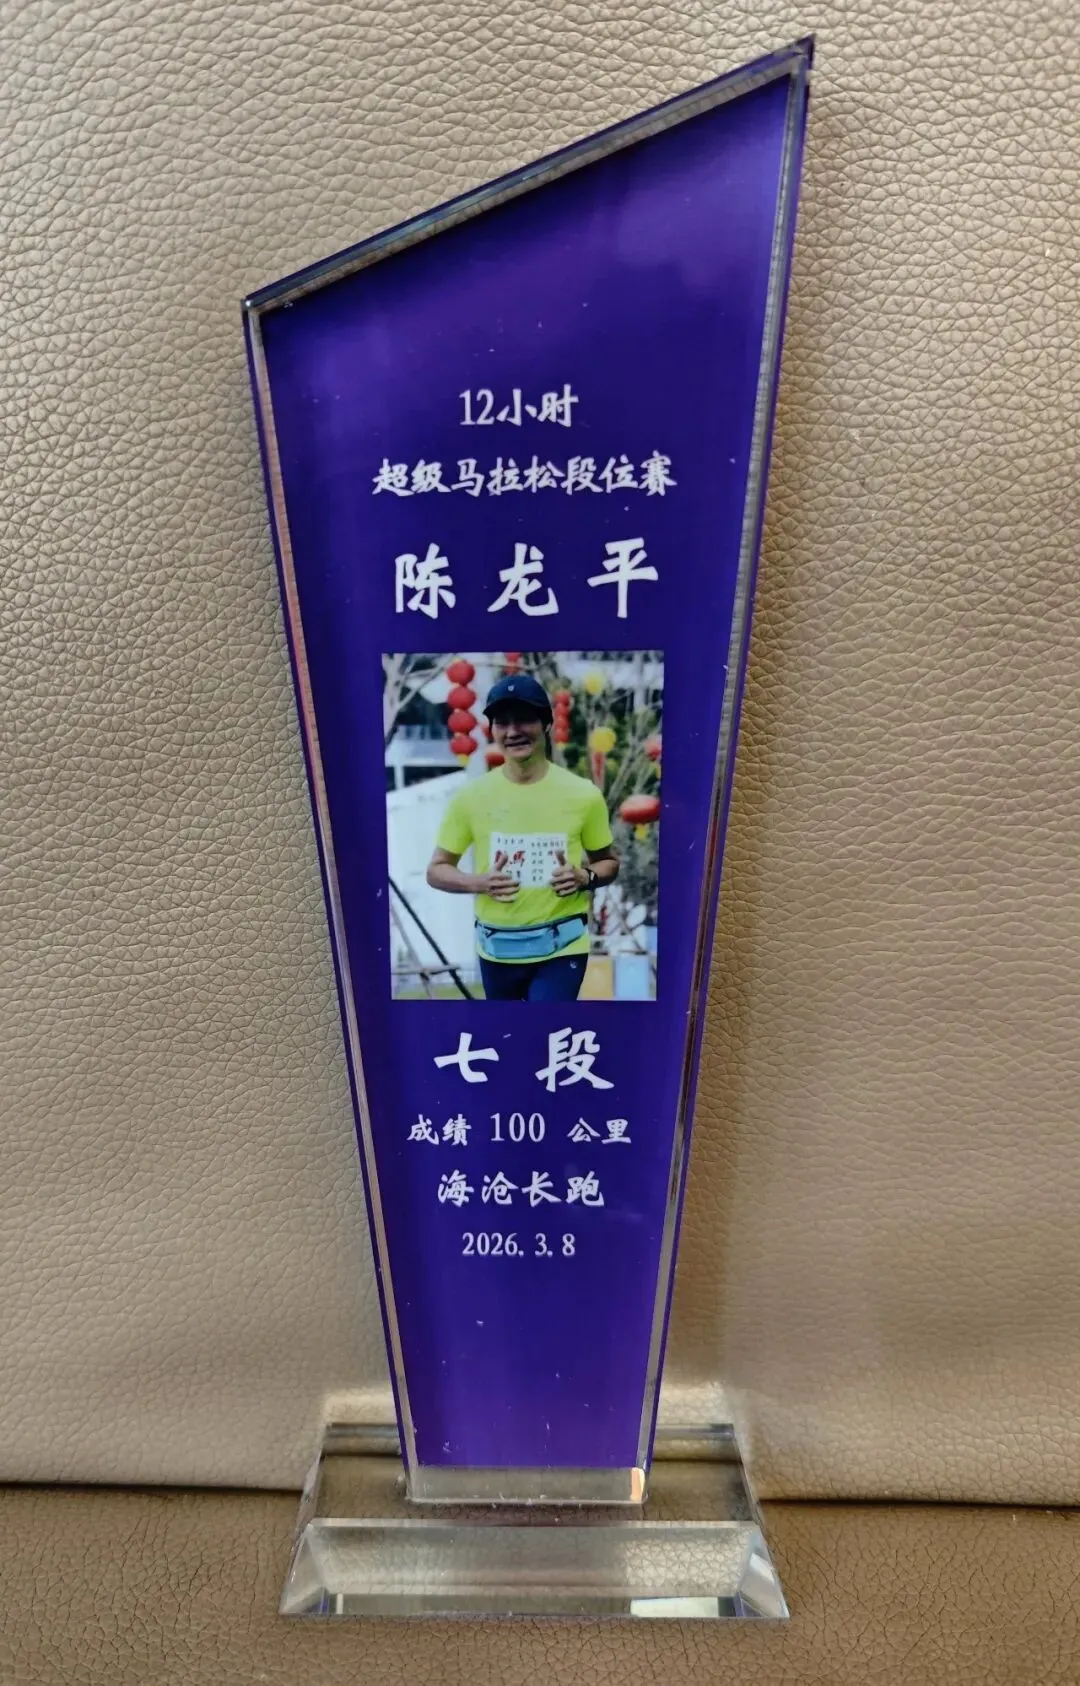 12小时
超级马拉松段位赛
陈龙平
七段
成绩 100 公里
海沧长跑
2026.3.8